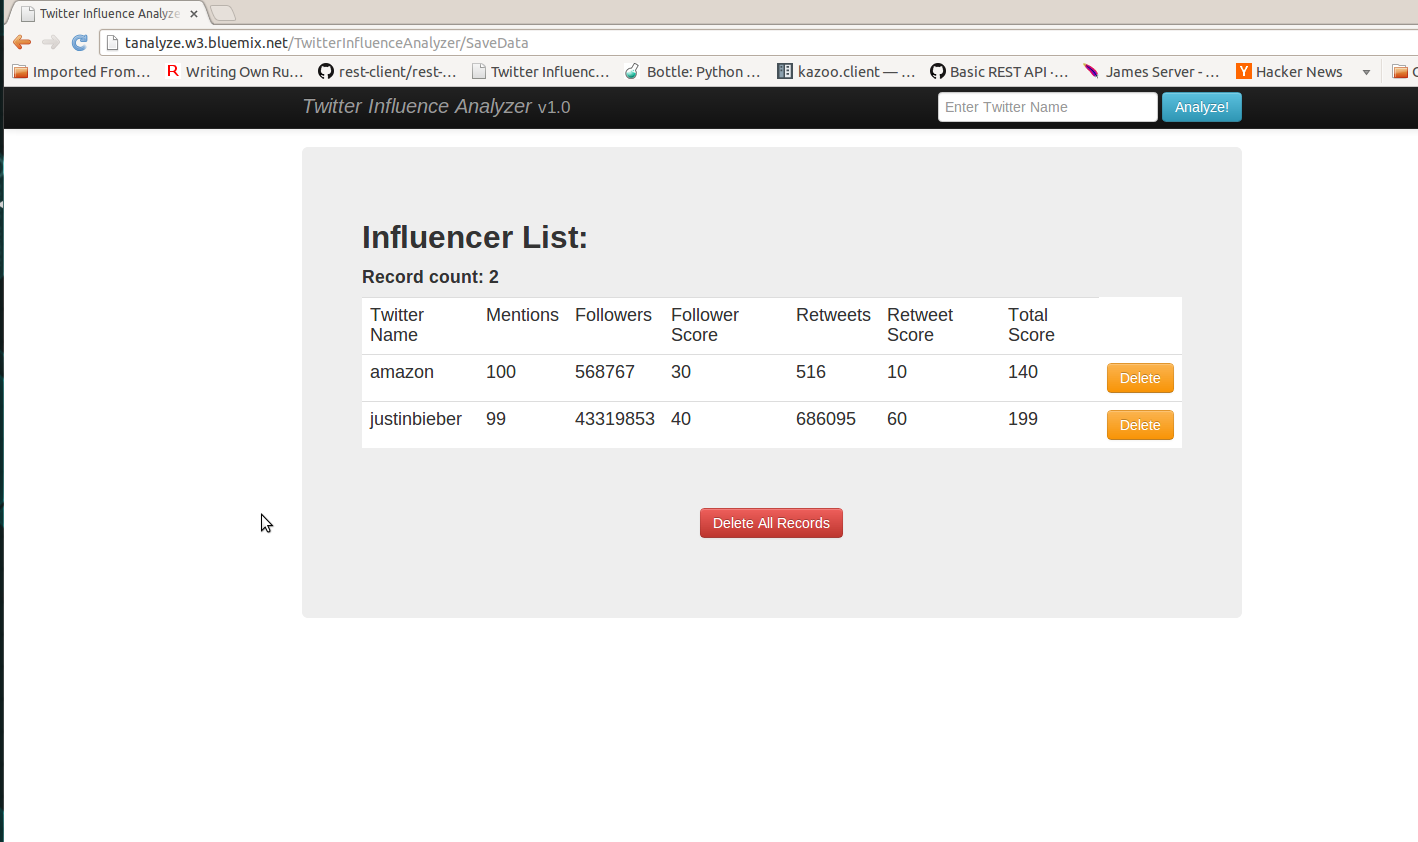 Twitter Influence Analyze
tanalyze.w3.bluemix.net/TwitterInfluenceAnalyzer/SaveData
Imported From… Writing Own Ru… rest-client/rest-… Twitter Influenc… Bottle: Python … kazoo.client — … Basic REST API ·… James Server - … Hacker News
Twitter Influence Analyzer v1.0 Enter Twitter Name Analyze!
Influencer List:
Record count: 2
Twitter Name Mentions Followers Follower Score Retweets Retweet Score Total Score
amazon 100 568767 30 516 10 140 Delete
justinbieber 99 43319853 40 686095 60 199 Delete
Delete All Records